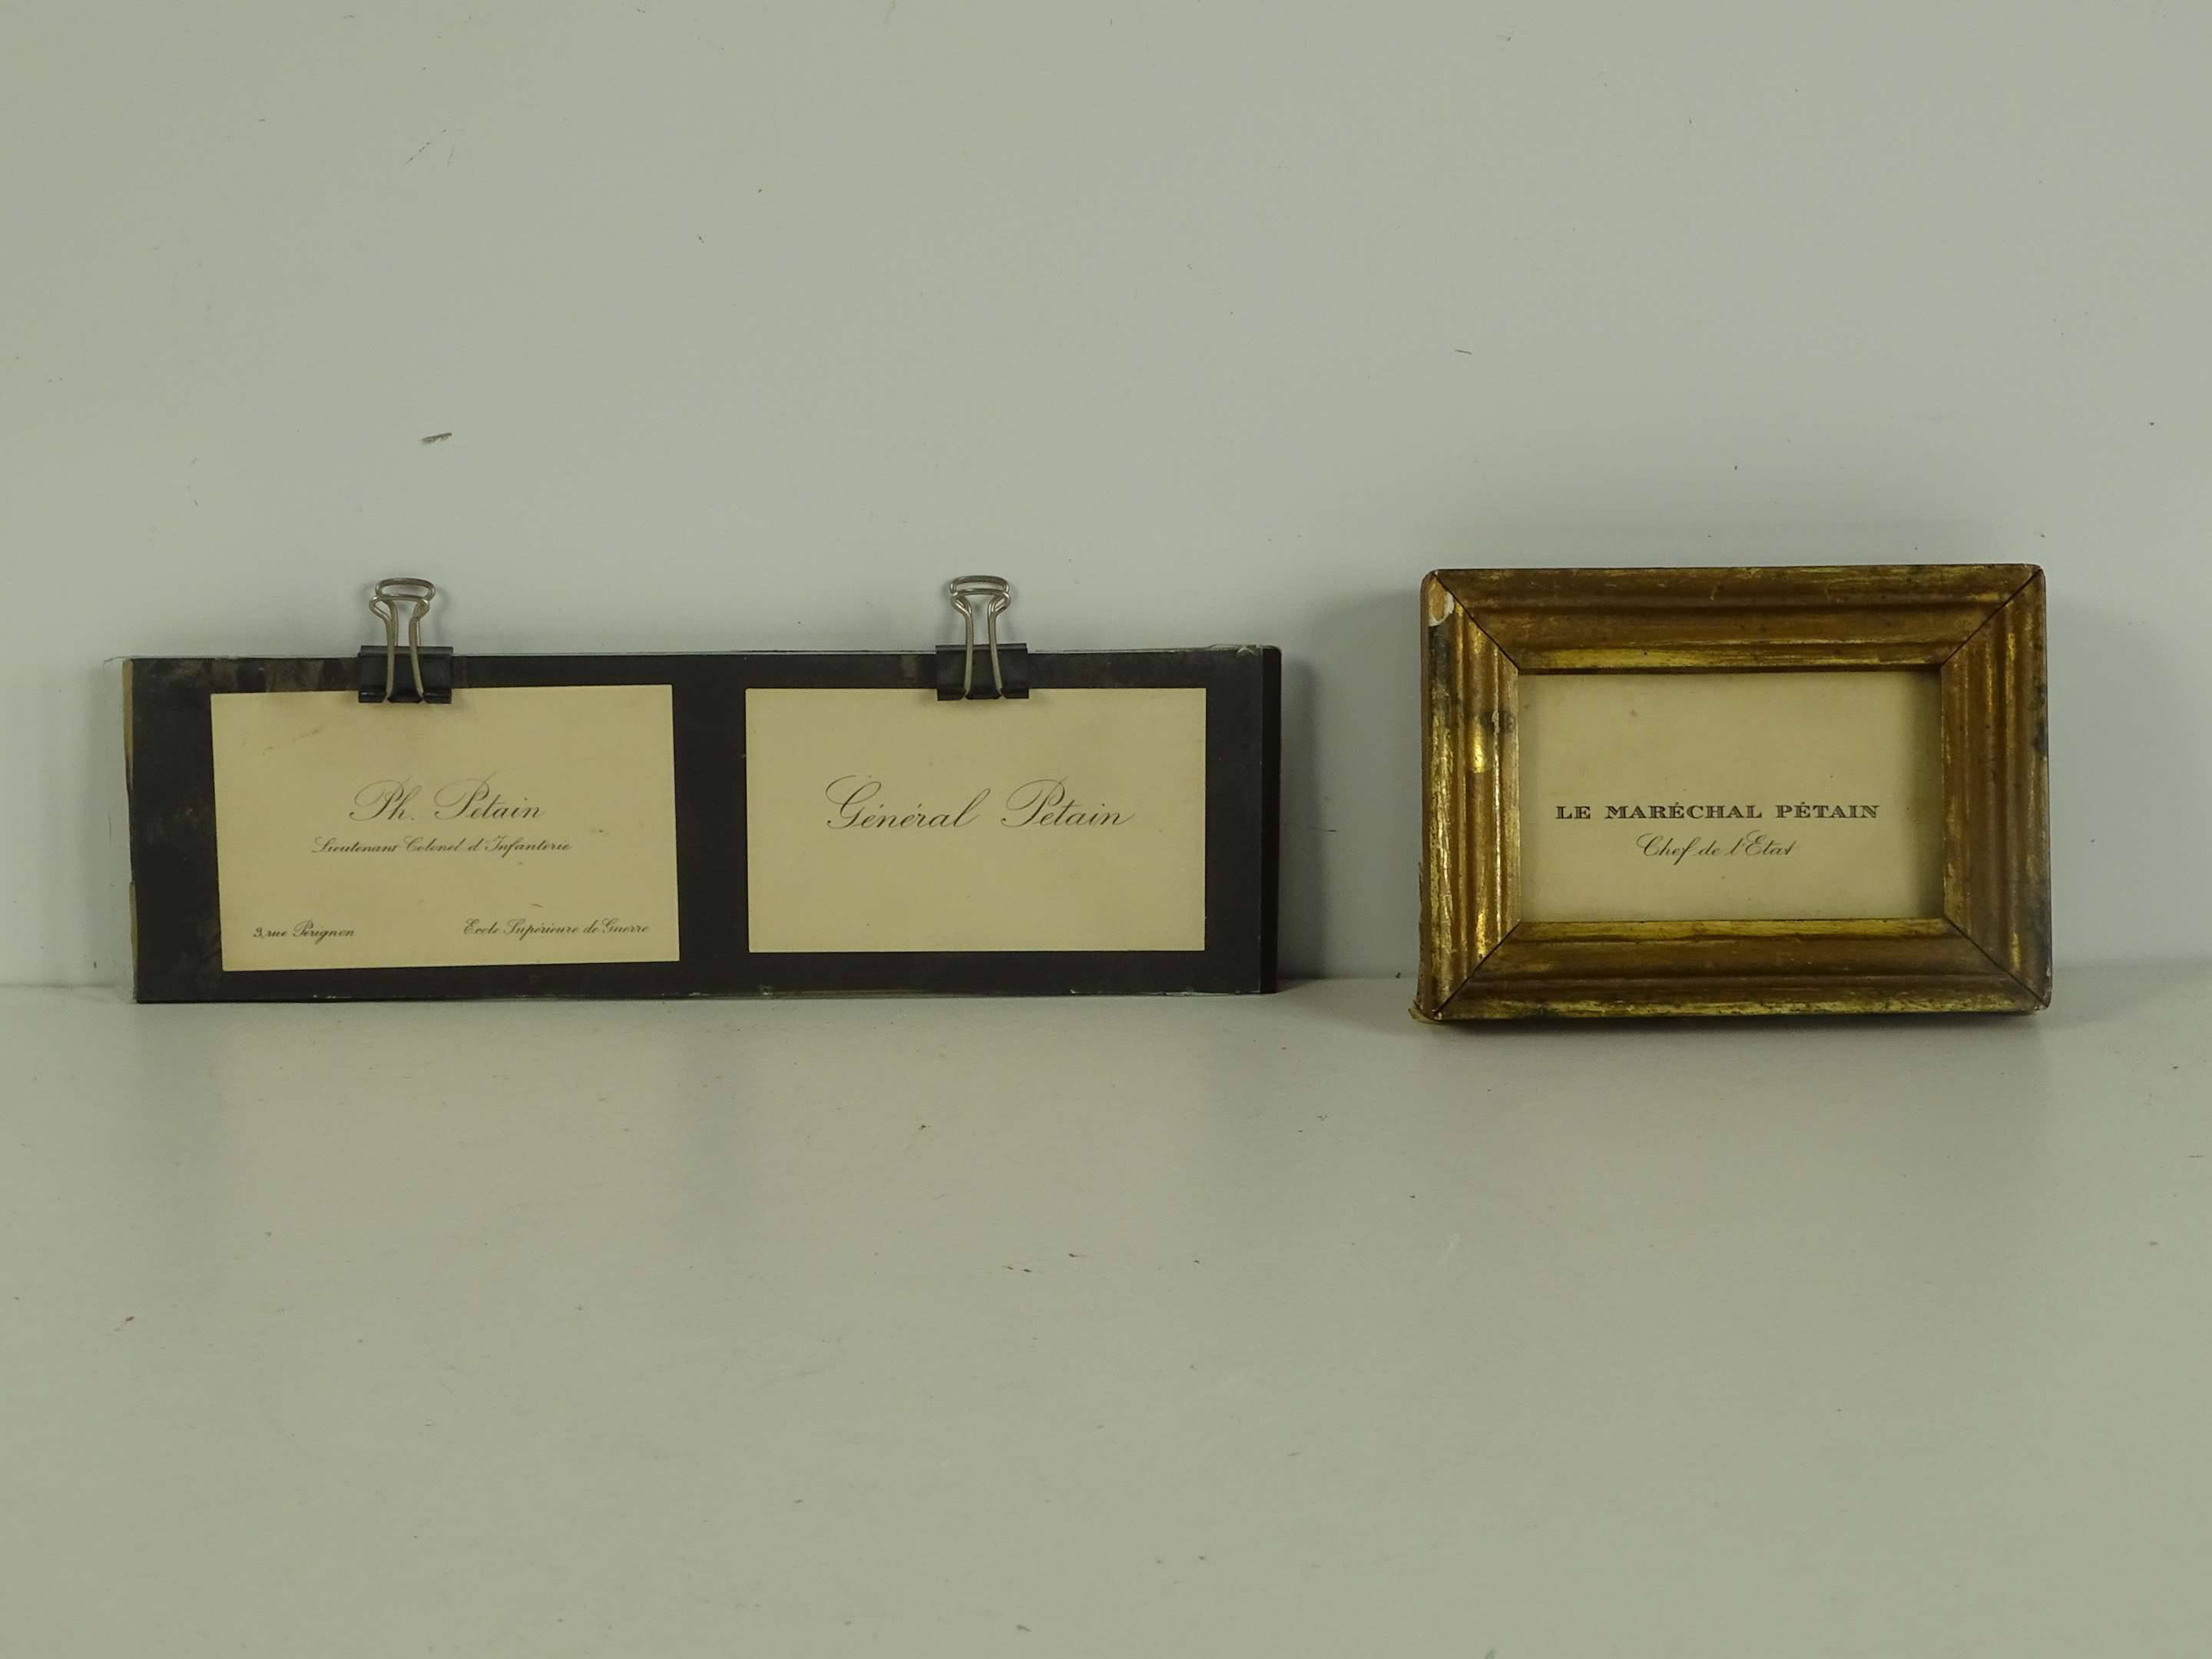 Ph. Pétain
Lieutenant Colonel d'Infanterie
3, rue Pérignon
Ecole Supérieure de Guerre
Général Pétain
LE MARÉCHAL PÉTAIN
Chef de l'Etat